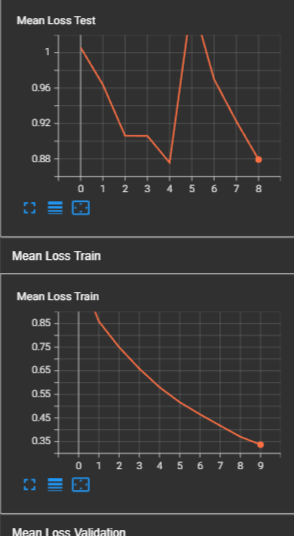 Mean Loss Test
1
0.96
0.92
0.88
0 1 2 3 4 5 6 7 8
Mean Loss Train
Mean Loss Train
0.85
0.75
0.65
0.55
0.45
0.35
0 1 2 3 4 5 6 7 8 9
Mean Loss Validation